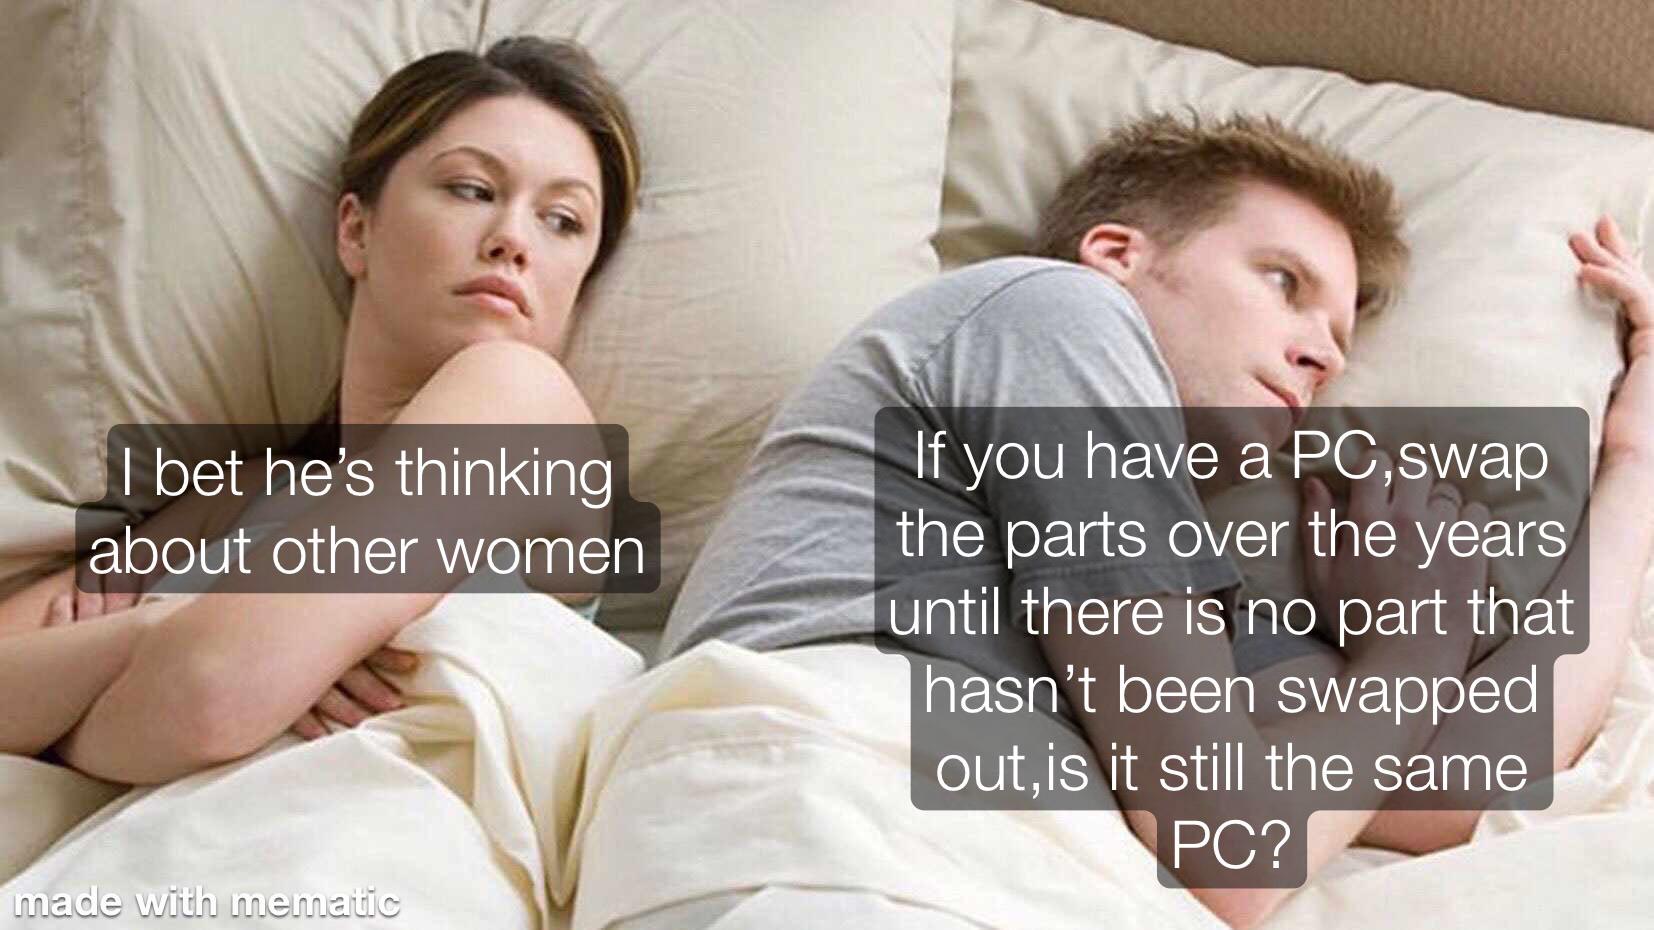 I bet he’s thinking
about other women
If you have a PC,swap
the parts over the years
until there is no part that
hasn’t been swapped
out,is it still the same
PC?
made with mematic